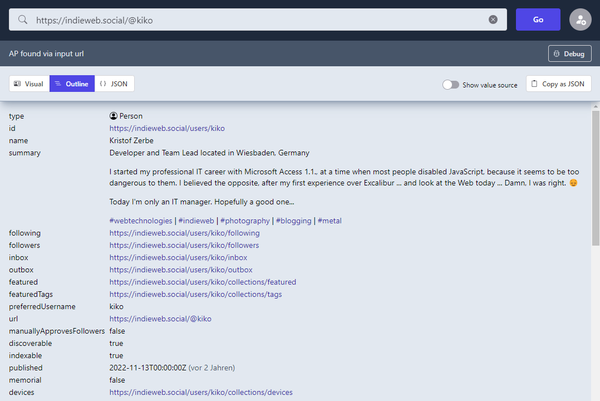 https://indieweb.social/@kiko
Go
AP found via input url
Debug
Visual
Outline
JSON
Show value source
Copy as JSON
type Person
id https://indieweb.social/users/kiko
name Kristof Zerbe
summary Developer and Team Lead located in Wiesbaden, Germany
I started my professional IT career with Microsoft Access 1.1., at a time when most people disabled JavaScript, because it seems to be too
dangerous to them. I believed the opposite, after my first experience over Excalibur ... and look at the Web today ... Damn, I was right. 😏
Today I'm only an IT manager. Hopefully a good one...
#webtechnologies | #indieweb | #photography | #blogging | #metal
following https://indieweb.social/users/kiko/following
followers https://indieweb.social/users/kiko/followers
inbox https://indieweb.social/users/kiko/inbox
outbox https://indieweb.social/users/kiko/outbox
featured https://indieweb.social/users/kiko/collections/featured
featuredTags https://indieweb.social/users/kiko/collections/tags
preferredUsername kiko
url https://indieweb.social/@kiko
manuallyApprovesFollowers false
discoverable true
indexable true
published 2022-11-13T00:00:00Z (vor 2 Jahren)
memorial false
devices https://indieweb.social/users/kiko/collections/devices